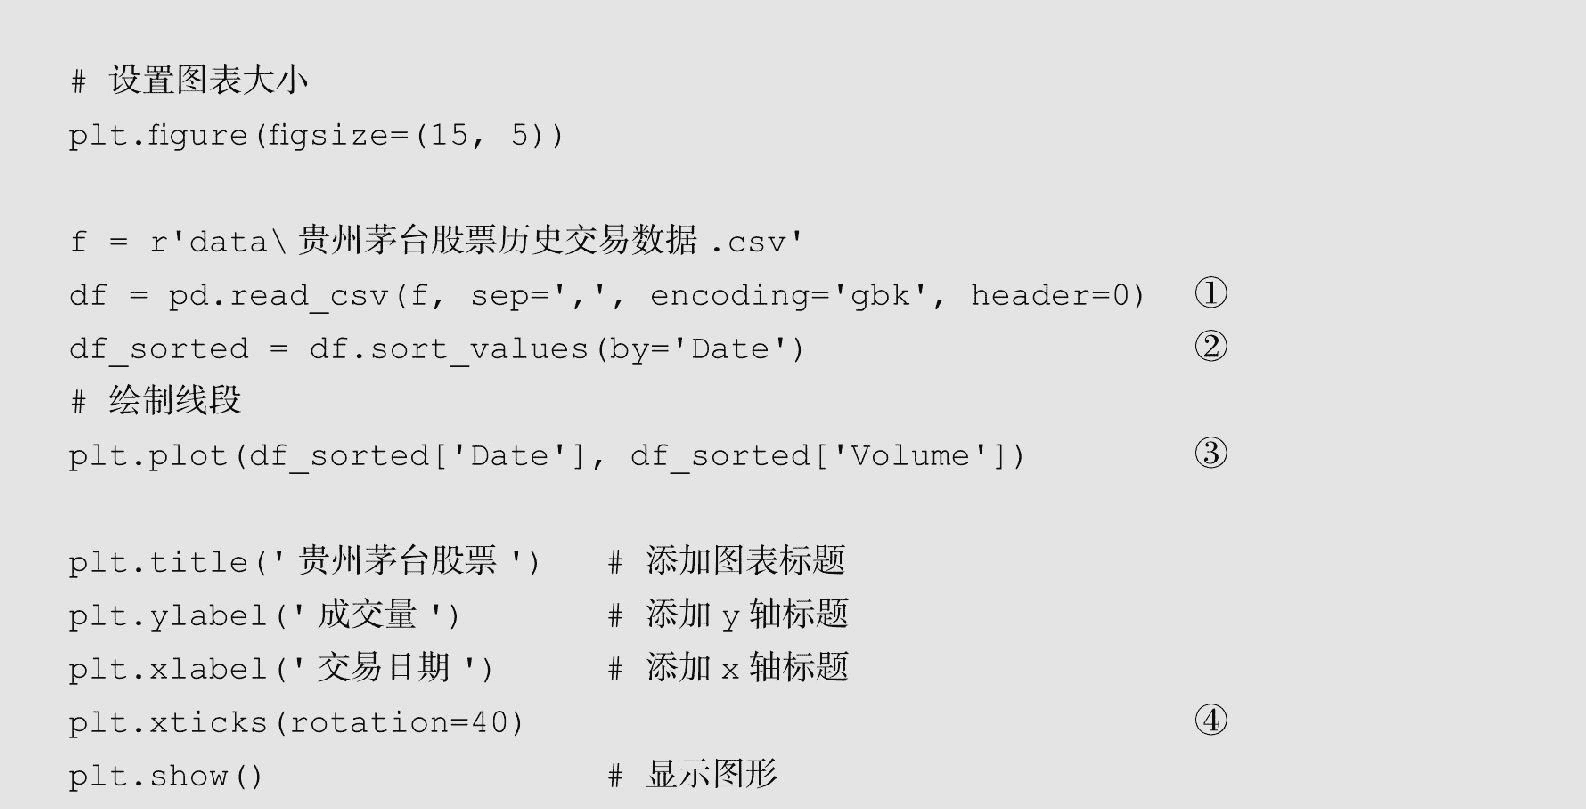 # 设置图表大小
plt.figure(figsize=(15, 5))
f = r'data\贵州茅台股票历史交易数据.csv'
df = pd.read_csv(f, sep=',', encoding='gbk', header=0) ①
df_sorted = df.sort_values(by='Date') ②
# 绘制线段
plt.plot(df_sorted['Date'], df_sorted['Volume']) ③
plt.title('贵州茅台股票') # 添加图表标题
plt.ylabel('成交量') # 添加 y 轴标题
plt.xlabel('交易日期') # 添加 x 轴标题
plt.xticks(rotation=40) ④
plt.show() # 显示图形